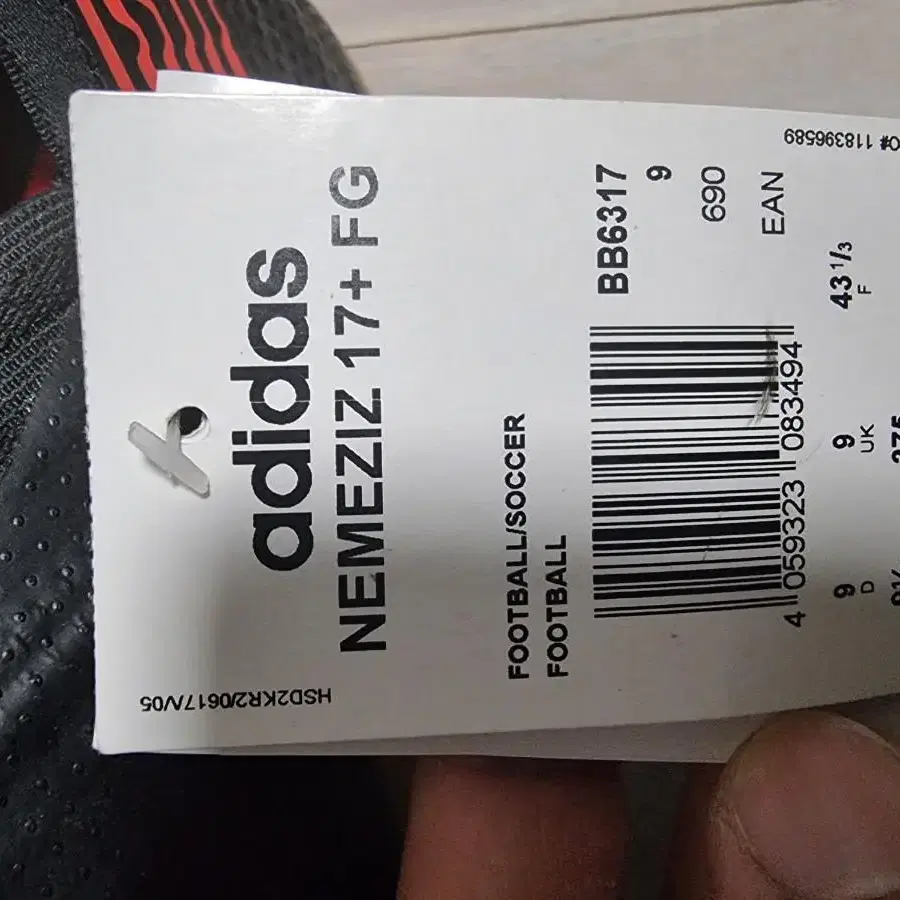 adidas
NEMEZIZ 17+ FG
FOOTBALL/SOCCER
FOOTBALL
BB6317
9
690
EAN
4 059323 083494
9 9 43 1/3
D UK F
HSD2KR2/0617/V05
118396589